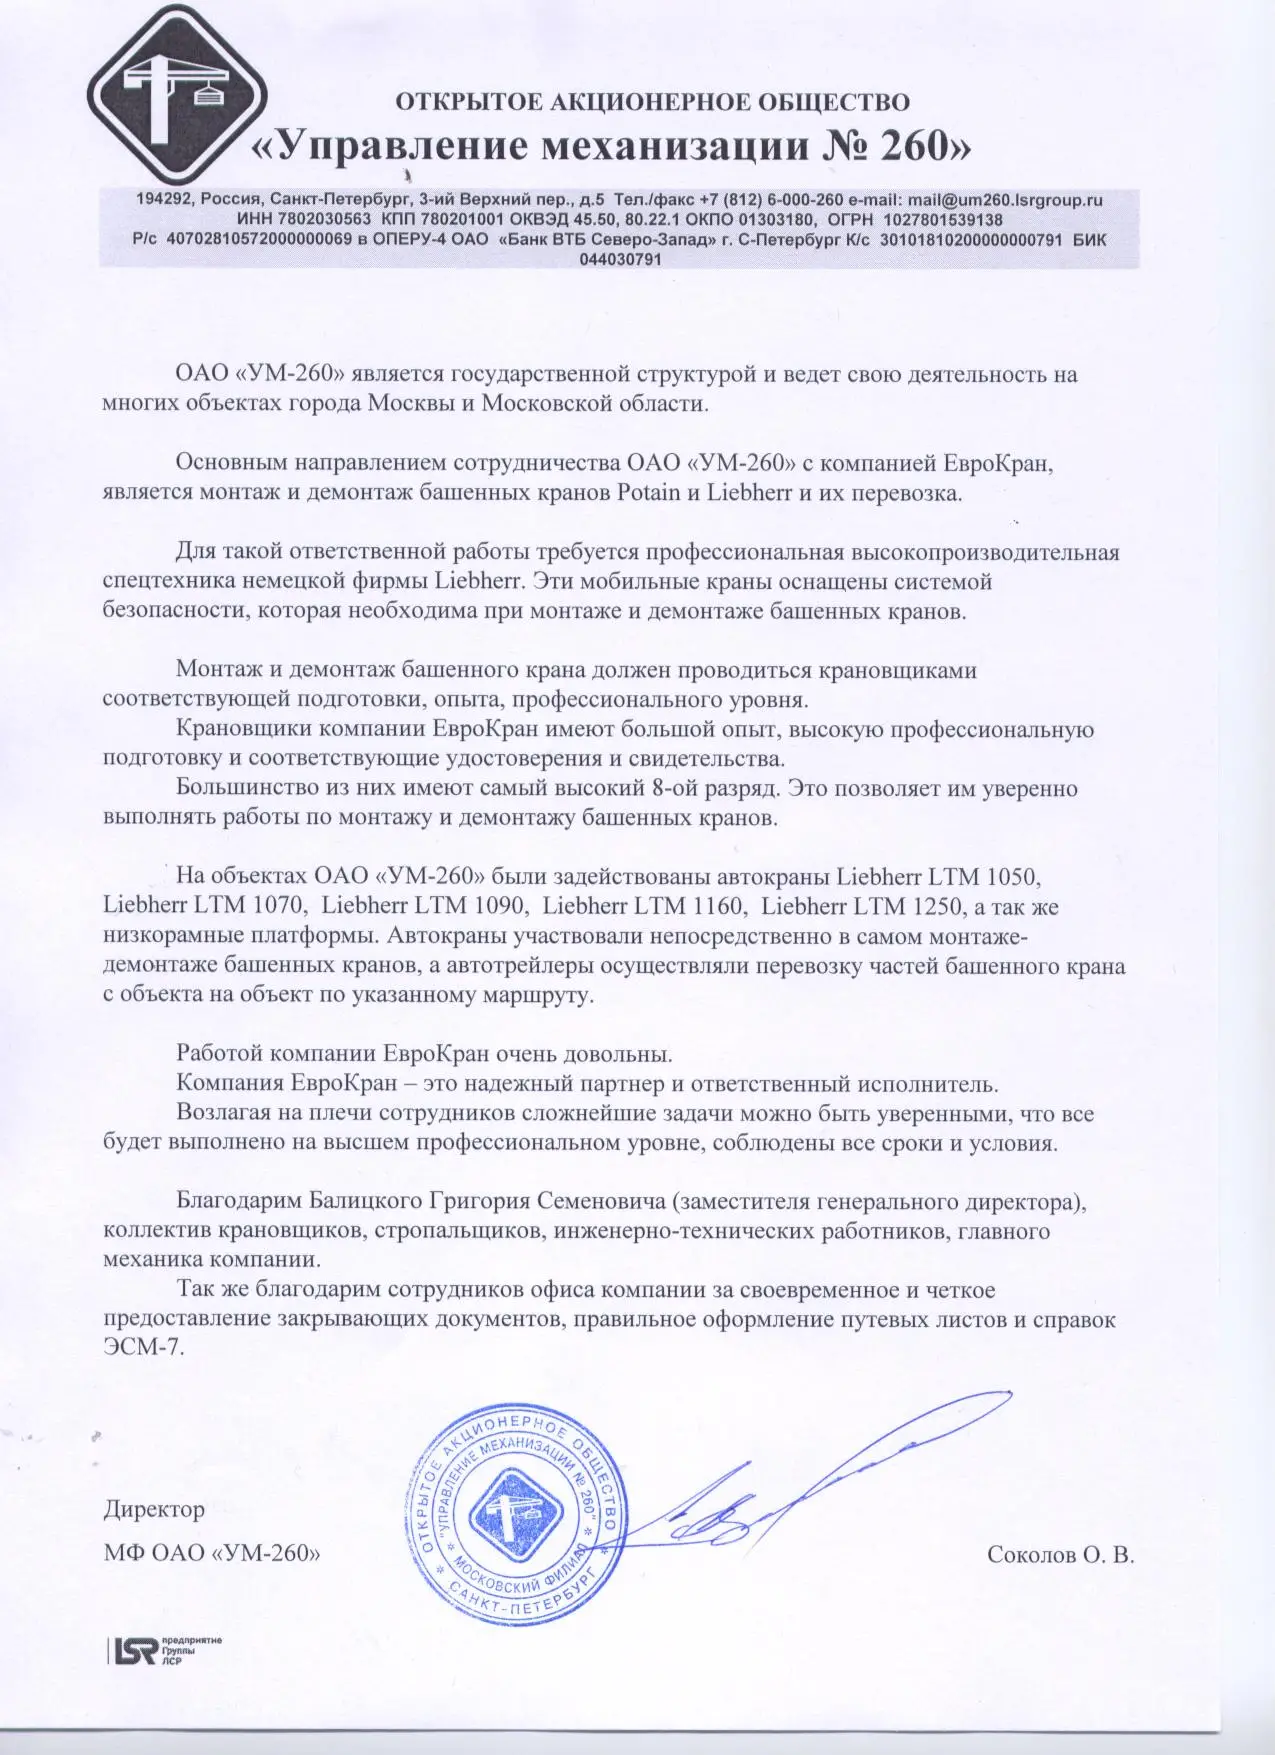 ОТКРЫТОЕ АКЦИОНЕРНОЕ ОБЩЕСТВО
«Управление механизации № 260»
194292, Россия, Санкт-Петербург, 3-ий Верхний пер., д.5 Тел./факс +7 (812) 6-000-260 e-mail: mail@um260.lsrgroup.ru
ИНН 7802030563 КПП 780201001 ОКВЭД 45.50, 80.22.1 ОКПО 01303180, ОГРН 1027801539138
Р/с 40702810572000000069 в ОПЕРУ-4 ОАО «Банк ВТБ Северо-Запад» г. С-Петербург К/с 30101810200000000791 БИК
044030791
ОАО «УМ-260» является государственной структурой и ведет свою деятельность на
многих объектах города Москвы и Московской области.
Основным направлением сотрудничества ОАО «УМ-260» с компанией ЕвроКран,
является монтаж и демонтаж башенных кранов Potain и Liebherr и их перевозка.
Для такой ответственной работы требуется профессиональная высокопроизводительная
спецтехника немецкой фирмы Liebherr. Эти мобильные краны оснащены системой
безопасности, которая необходима при монтаже и демонтаже башенных кранов.
Монтаж и демонтаж башенного крана должен проводиться крановщиками
соответствующей подготовки, опыта, профессионального уровня.
Крановщики компании ЕвроКран имеют большой опыт, высокую профессиональную
подготовку и соответствующие удостоверения и свидетельства.
Большинство из них имеют самый высокий 8-ой разряд. Это позволяет им уверенно
выполнять работы по монтажу и демонтажу башенных кранов.
На объектах ОАО «УМ-260» были задействованы автокраны Liebherr LTM 1050,
Liebherr LTM 1070, Liebherr LTM 1090, Liebherr LTM 1160, Liebherr LTM 1250, а так же
низкорамные платформы. Автокраны участвовали непосредственно в самом монтаже-
демонтаже башенных кранов, а автотрейлеры осуществляли перевозку частей башенного крана
с объекта на объект по указанному маршруту.
Работой компании ЕвроКран очень довольны.
Компания ЕвроКран – это надежный партнер и ответственный исполнитель.
Возлагая на плечи сотрудников сложнейшие задачи можно быть уверенными, что все
будет выполнено на высшем профессиональном уровне, соблюдены все сроки и условия.
Благодарим Балицкого Григория Семеновича (заместителя генерального директора),
коллектив крановщиков, стропальщиков, инженерно-технических работников, главного
механика компании.
Так же благодарим сотрудников офиса компании за своевременное и четкое
предоставление закрывающих документов, правильное оформление путевых листов и справок
ЭСМ-7.
ОТКРЫТОЕ АКЦИОНЕРНОЕ ОБЩЕСТВО
"УПРАВЛЕНИЕ МЕХАНИЗАЦИИ № 260"
* МОСКОВСКИЙ ФИЛИАЛ *
* САНКТ-ПЕТЕРБУРГ *
Директор
МФ ОАО «УМ-260»
Соколов О. В.
LSR
предприятие
Группы
ЛСР